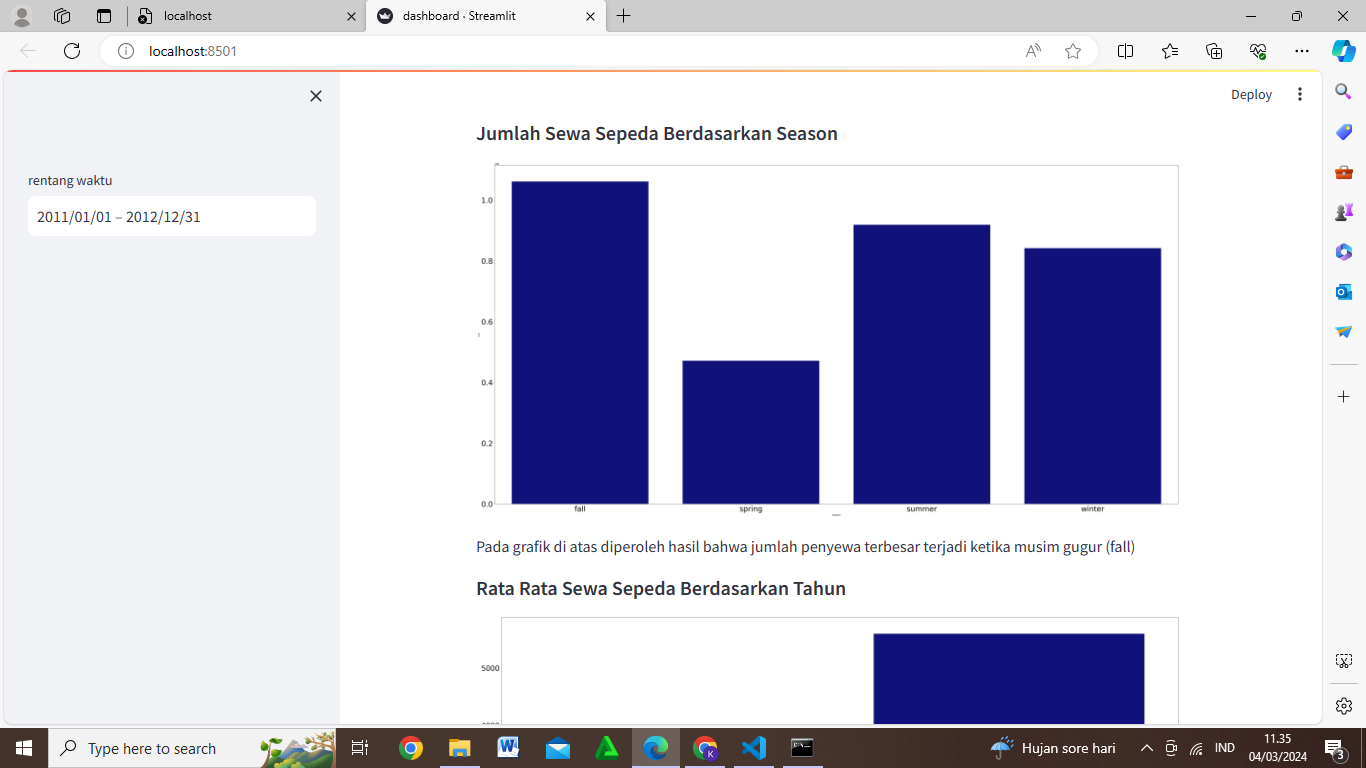 localhost
dashboard · Streamlit
localhost:8501
Deploy
rentang waktu
2011/01/01 – 2012/12/31
Jumlah Sewa Sepeda Berdasarkan Season
1.0
0.8
0.6
0.4
0.2
0.0
fall
spring
summer
winter
Pada grafik di atas diperoleh hasil bahwa jumlah penyewa terbesar terjadi ketika musim gugur (fall)
Rata Rata Sewa Sepeda Berdasarkan Tahun
5000
Type here to search
Hujan sore hari
IND
11.35
04/03/2024
3